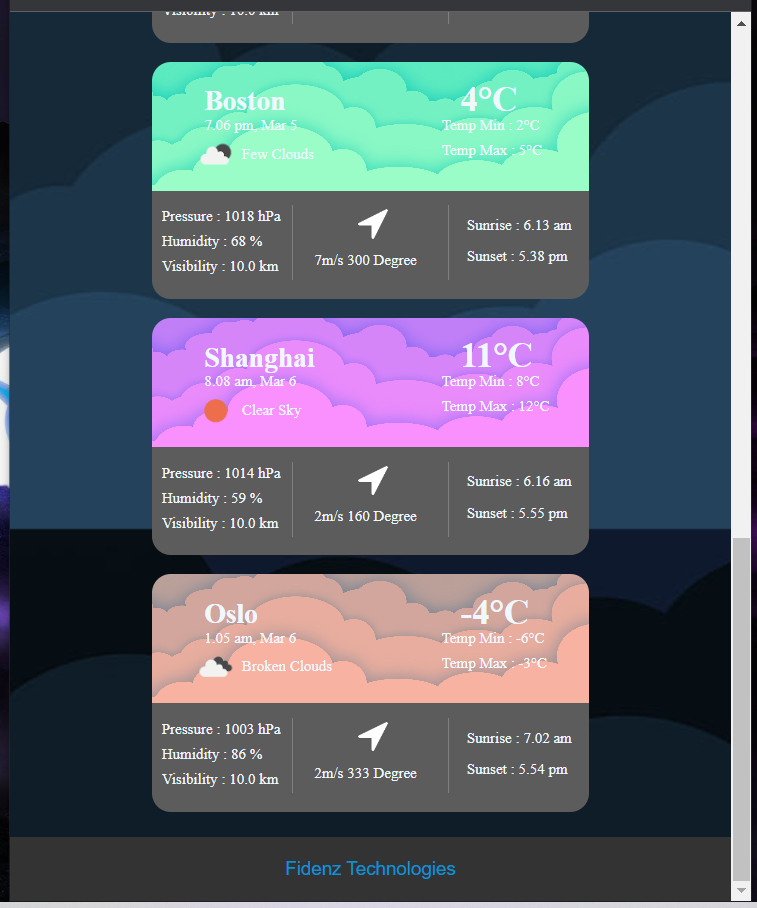 Visibility : 10.0 km
Boston
7.06 pm, Mar 5
Few Clouds
4°C
Temp Min : 2°C
Temp Max : 5°C
Pressure : 1018 hPa
Humidity : 68 %
Visibility : 10.0 km
7m/s 300 Degree
Sunrise : 6.13 am
Sunset : 5.38 pm
Shanghai
8.08 am, Mar 6
Clear Sky
11°C
Temp Min : 8°C
Temp Max : 12°C
Pressure : 1014 hPa
Humidity : 59 %
Visibility : 10.0 km
2m/s 160 Degree
Sunrise : 6.16 am
Sunset : 5.55 pm
Oslo
1.05 am, Mar 6
Broken Clouds
-4°C
Temp Min : -6°C
Temp Max : -3°C
Pressure : 1003 hPa
Humidity : 86 %
Visibility : 10.0 km
2m/s 333 Degree
Sunrise : 7.02 am
Sunset : 5.54 pm
Fidenz Technologies